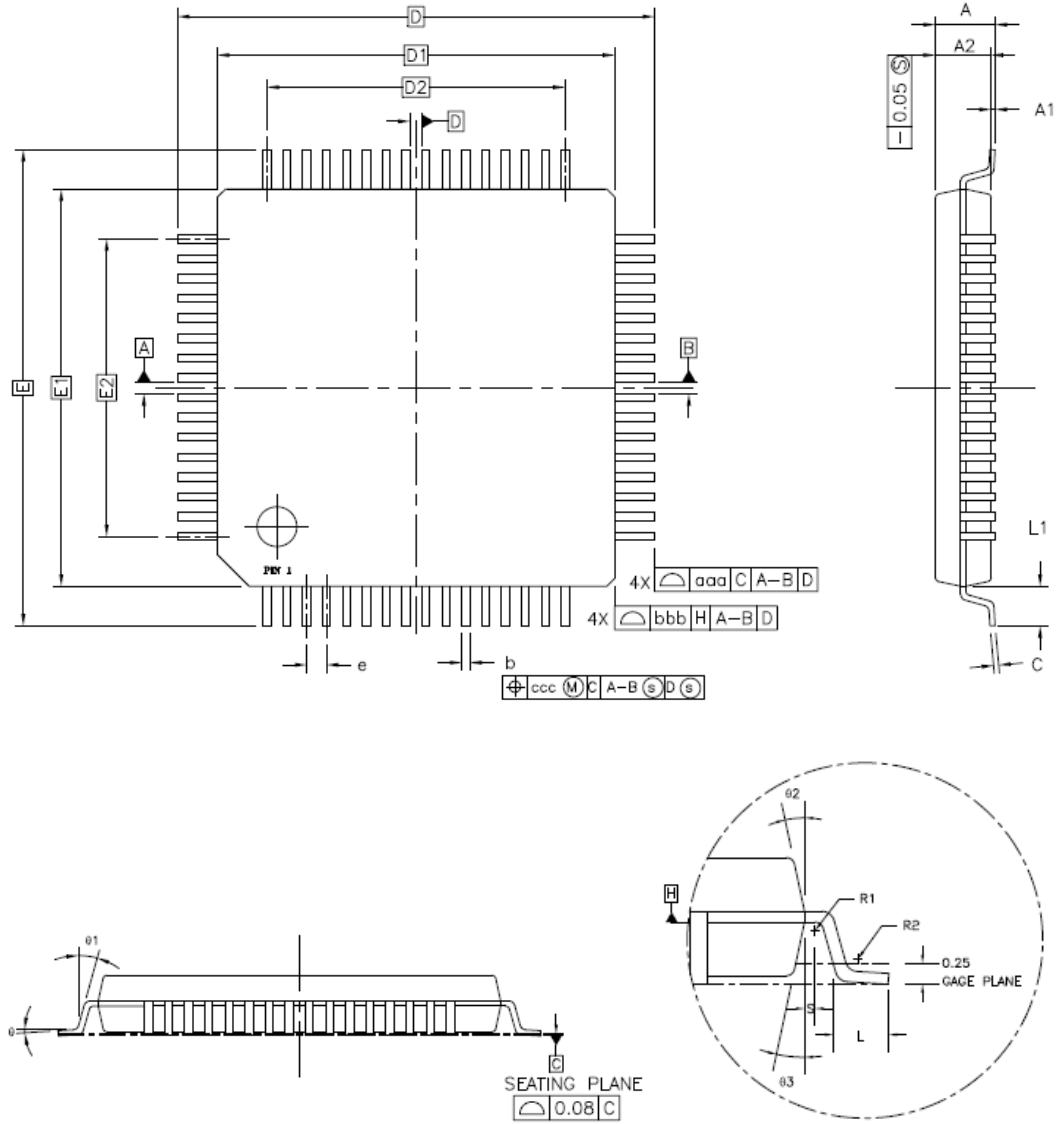 D
D1
D2
D
A
A2
0.05 Ⓢ
A1
E
E1
E2
A
B
PIN 1
L1
4X ⌓ aaa C A–B D
4X ⌓ bbb H A–B D
e
b
⌖ ccc Ⓜ C A–B ⓢ D ⓢ
C
θ2
H
R1
R2
0.25
GAGE PLANE
S
L
θ3
θ1
θ
C
SEATING PLANE
⌓ 0.08 C